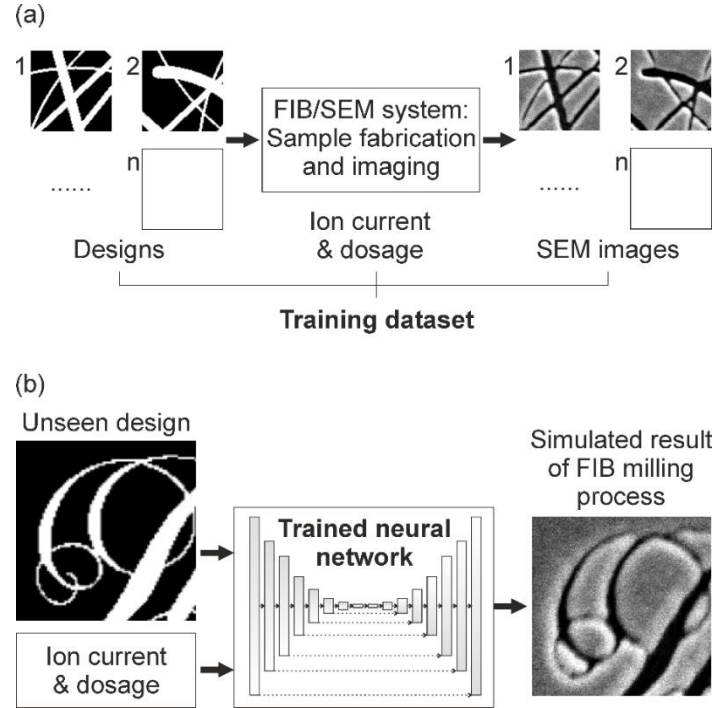 (a)
1
2
n
......
Designs
FIB/SEM system:
Sample fabrication
and imaging
Ion current
& dosage
1
2
n
......
SEM images
Training dataset
(b)
Unseen design
Ion current
& dosage
Trained neural
network
Simulated result
of FIB milling
process